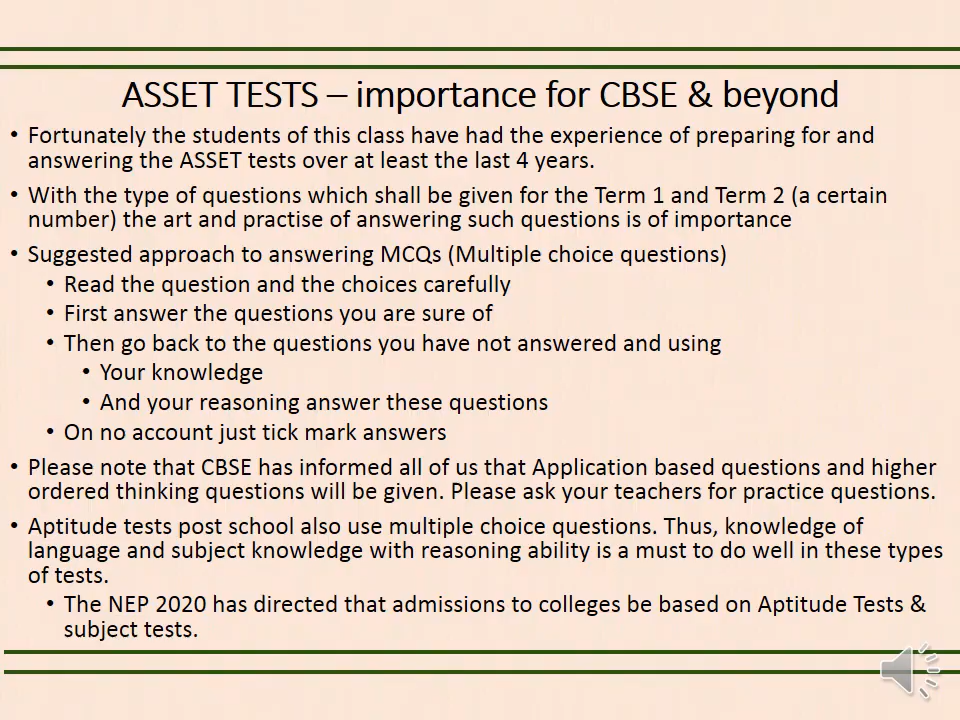 ASSET TESTS – importance for CBSE & beyond
• Fortunately the students of this class have had the experience of preparing for and
answering the ASSET tests over at least the last 4 years.
• With the type of questions which shall be given for the Term 1 and Term 2 (a certain
number) the art and practise of answering such questions is of importance
• Suggested approach to answering MCQs (Multiple choice questions)
• Read the question and the choices carefully
• First answer the questions you are sure of
• Then go back to the questions you have not answered and using
• Your knowledge
• And your reasoning answer these questions
• On no account just tick mark answers
• Please note that CBSE has informed all of us that Application based questions and higher
ordered thinking questions will be given. Please ask your teachers for practice questions.
• Aptitude tests post school also use multiple choice questions. Thus, knowledge of
language and subject knowledge with reasoning ability is a must to do well in these types
of tests.
• The NEP 2020 has directed that admissions to colleges be based on Aptitude Tests &
subject tests.